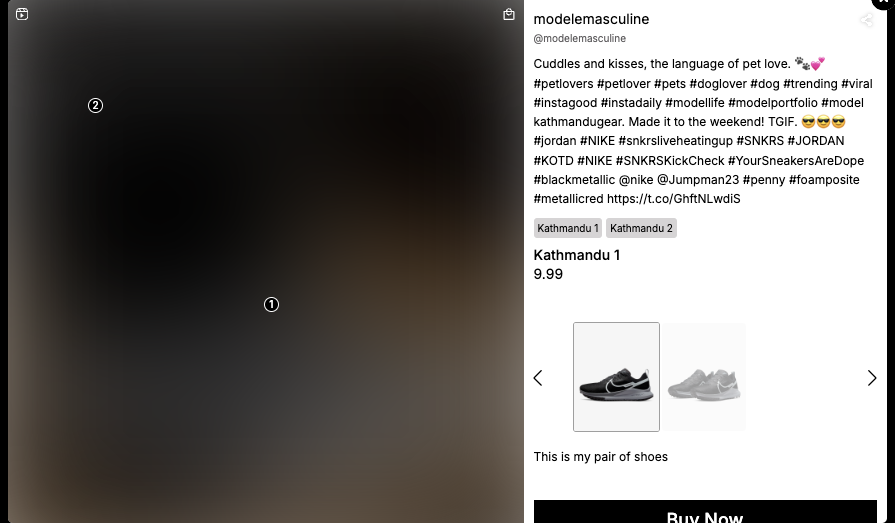 2
1
modelemasculine
@modelemasculine
Cuddles and kisses, the language of pet love. 🐾💕
#petlovers #petlover #pets #doglover #dog #trending #viral
#instagood #instadaily #modellife #modelportfolio #model
kathmandugear. Made it to the weekend! TGIF. 😎😎😎
#jordan #NIKE #snkrsliveheatingup #SNKRS #JORDAN
#KOTD #NIKE #SNKRSKickCheck #YourSneakersAreDope
#blackmetallic @nike @Jumpman23 #penny #foamposite
#metallicred https://t.co/GhftNLwdiS
Kathmandu 1 Kathmandu 2
Kathmandu 1
9.99
This is my pair of shoes
Buy Now